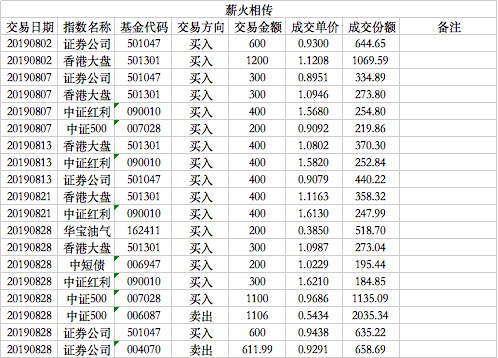 薪火相传
交易日期 指数名称 基金代码 交易方向 交易金额 成交单价 成交份额 备注
20190802 证券公司 501047 买入 600 0.9300 644.65
20190802 香港大盘 501301 买入 1200 1.1208 1069.59
20190807 证券公司 501047 买入 300 0.8951 334.89
20190807 香港大盘 501301 买入 300 1.0946 273.80
20190807 中证红利 090010 买入 400 1.5680 254.80
20190807 中证500 007028 买入 200 0.9092 219.86
20190813 香港大盘 501301 买入 400 1.0802 370.30
20190813 中证红利 090010 买入 400 1.5820 252.84
20190813 证券公司 501047 买入 400 0.9079 440.22
20190821 香港大盘 501301 买入 400 1.1163 358.32
20190821 中证红利 090010 买入 400 1.6130 247.99
20190828 华宝油气 162411 买入 200 0.3850 518.70
20190828 香港大盘 501301 买入 300 1.0987 273.04
20190828 中短债 006947 买入 200 1.0229 195.44
20190828 中证红利 090010 买入 300 1.6210 184.85
20190828 中证500 007028 买入 1100 0.9686 1135.09
20190828 中证500 006087 卖出 1106 0.5434 2035.34
20190828 证券公司 501047 买入 600 0.9438 635.22
20190828 证券公司 004070 卖出 611.99 0.9291 658.69